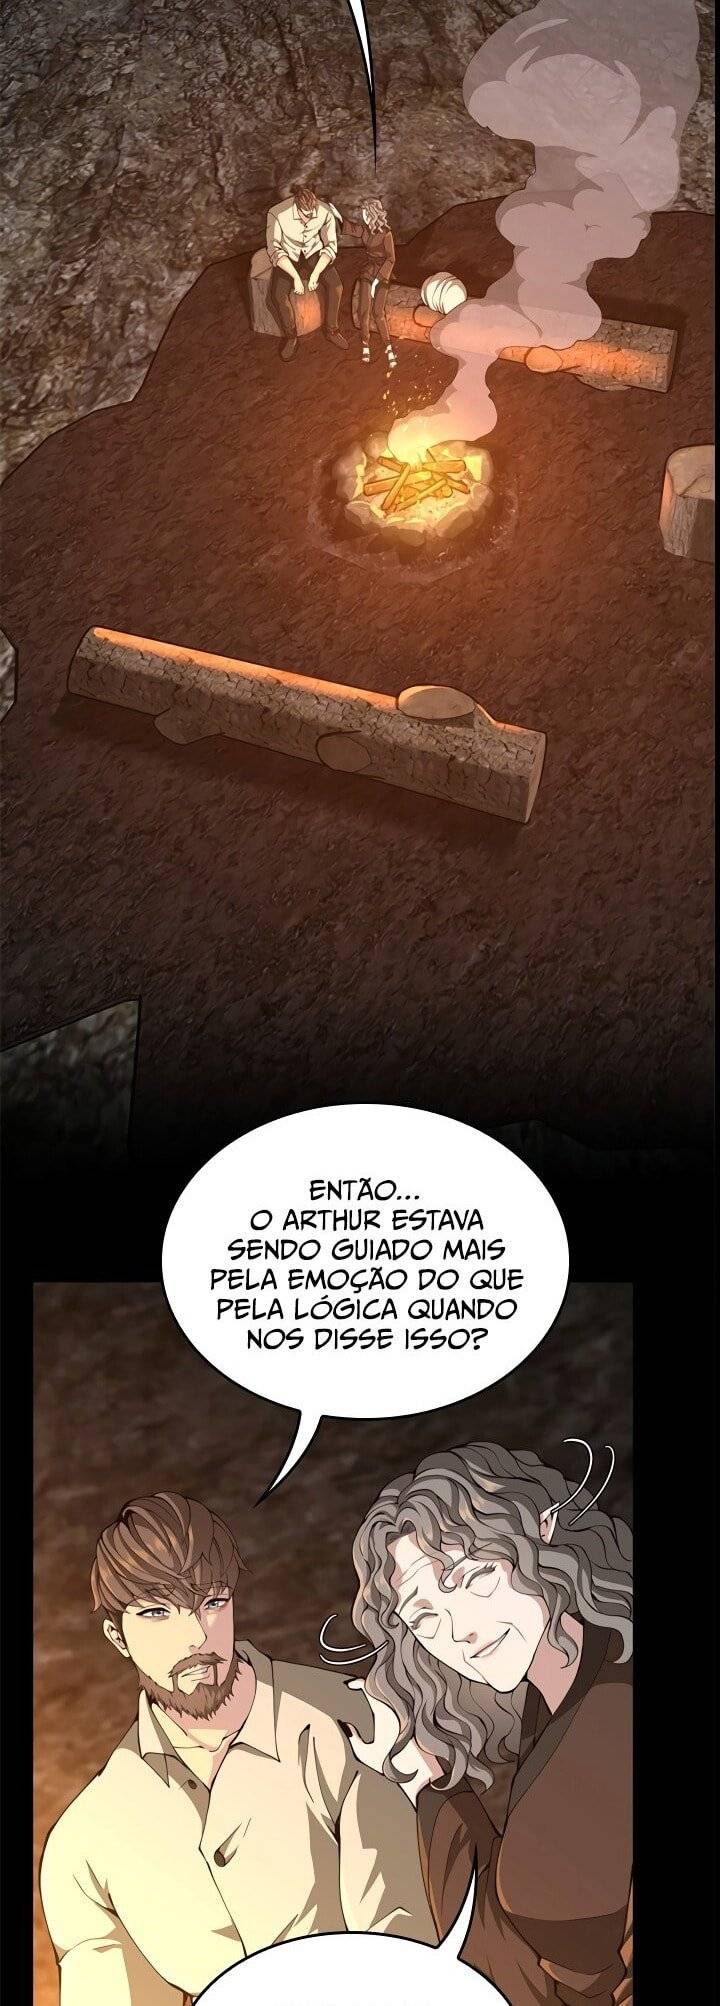 ENTÃO...
O ARTHUR ESTAVA
SENDO GUIADO MAIS
PELA EMOÇÃO DO QUE
PELA LÓGICA QUANDO
NOS DISSE ISSO?